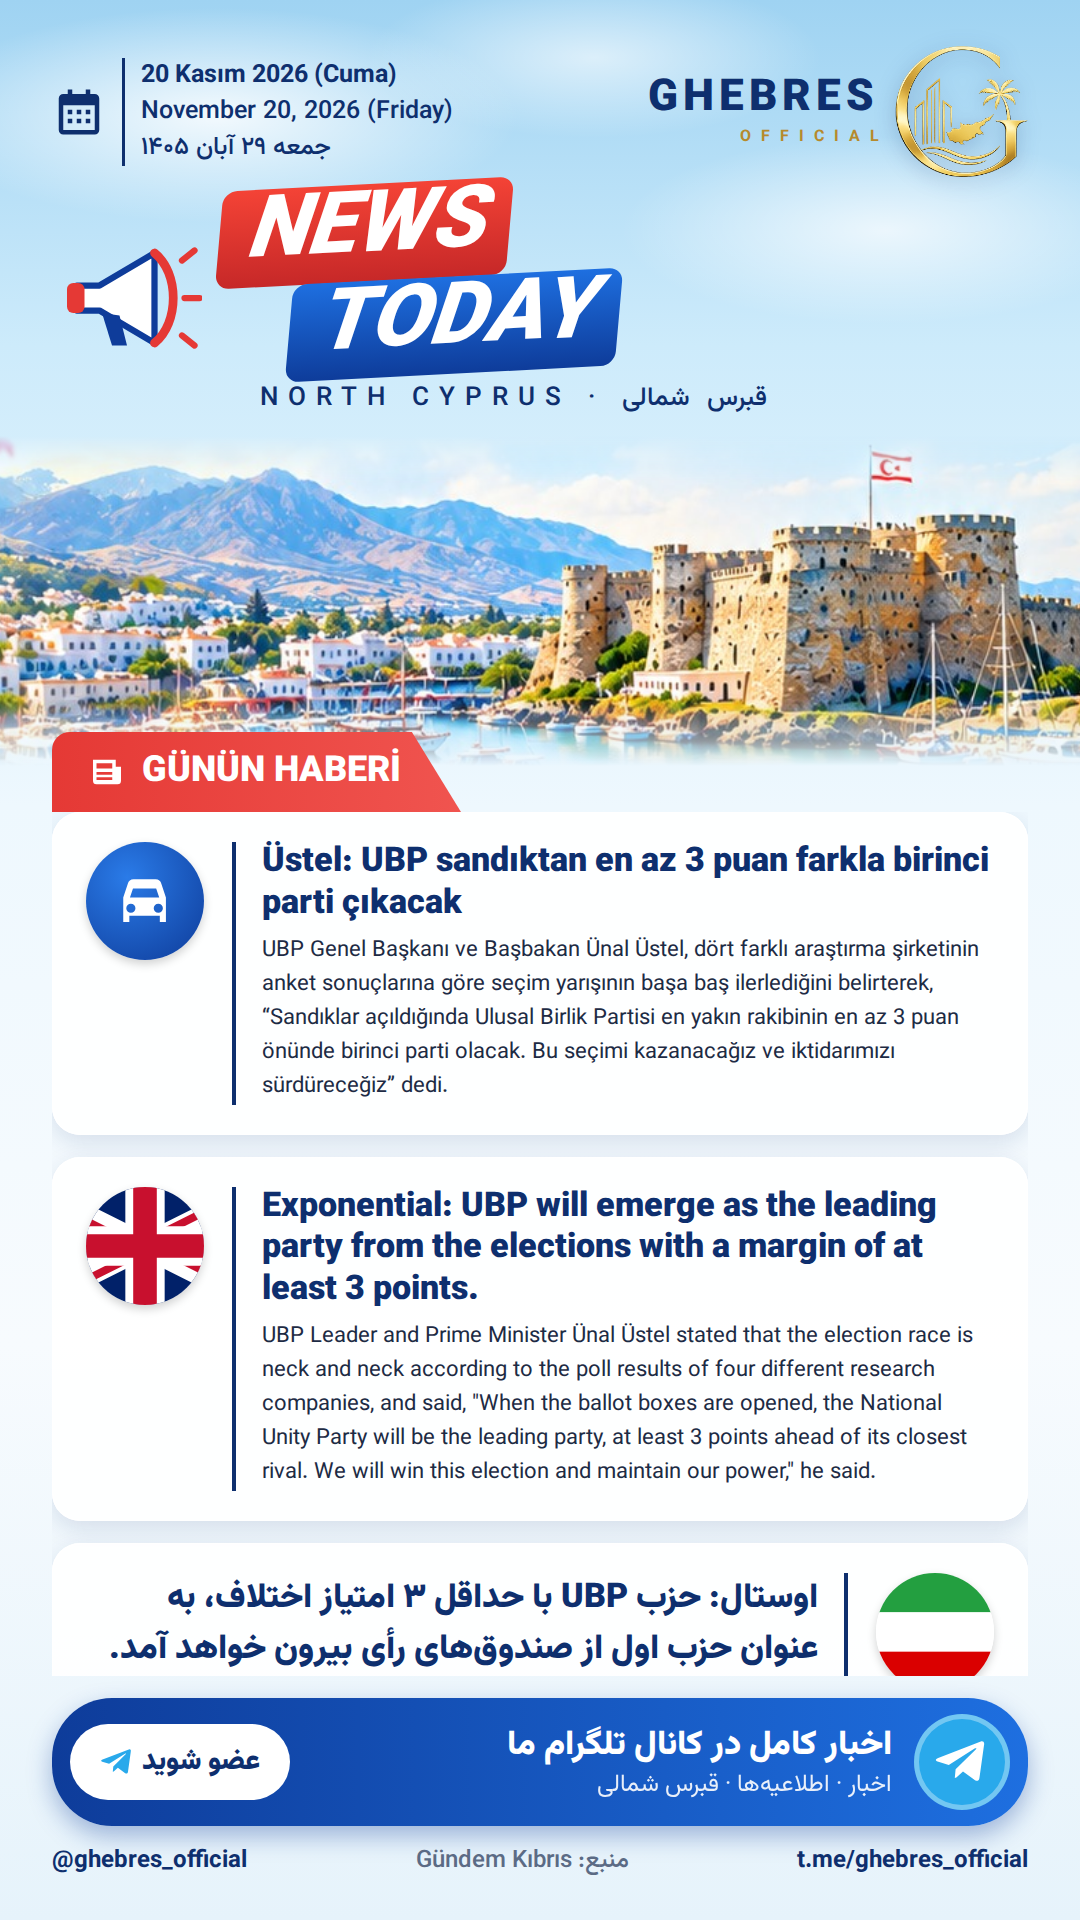 20 Kasım 2026 (Cuma)
November 20, 2026 (Friday)
جمعه ۲۹ آبان ۱۴۰۵
GHEBRES
OFFICIAL
NEWS
TODAY
NORTH CYPRUS · قبرس شمالی
GÜNÜN HABERİ
Üstel: UBP sandıktan en az 3 puan farkla birinci
parti çıkacak
UBP Genel Başkanı ve Başbakan Ünal Üstel, dört farklı araştırma şirketinin
anket sonuçlarına göre seçim yarışının başa baş ilerlediğini belirterek,
“Sandıklar açıldığında Ulusal Birlik Partisi en yakın rakibinin en az 3 puan
önünde birinci parti olacak. Bu seçimi kazanacağız ve iktidarımızı
sürdüreceğiz” dedi.
Exponential: UBP will emerge as the leading
party from the elections with a margin of at
least 3 points.
UBP Leader and Prime Minister Ünal Üstel stated that the election race is
neck and neck according to the poll results of four different research
companies, and said, "When the ballot boxes are opened, the National
Unity Party will be the leading party, at least 3 points ahead of its closest
rival. We will win this election and maintain our power," he said.
اوستال: حزب UBP با حداقل ۳ امتیاز اختلاف، به
عنوان حزب اول از صندوق‌های رأی بیرون خواهد آمد.
اخبار کامل در کانال تلگرام ما
اخبار · اطلاعیه‌ها · قبرس شمالی
عضو شوید
@ghebres_official
منبع: Gündem Kıbrıs
t.me/ghebres_official